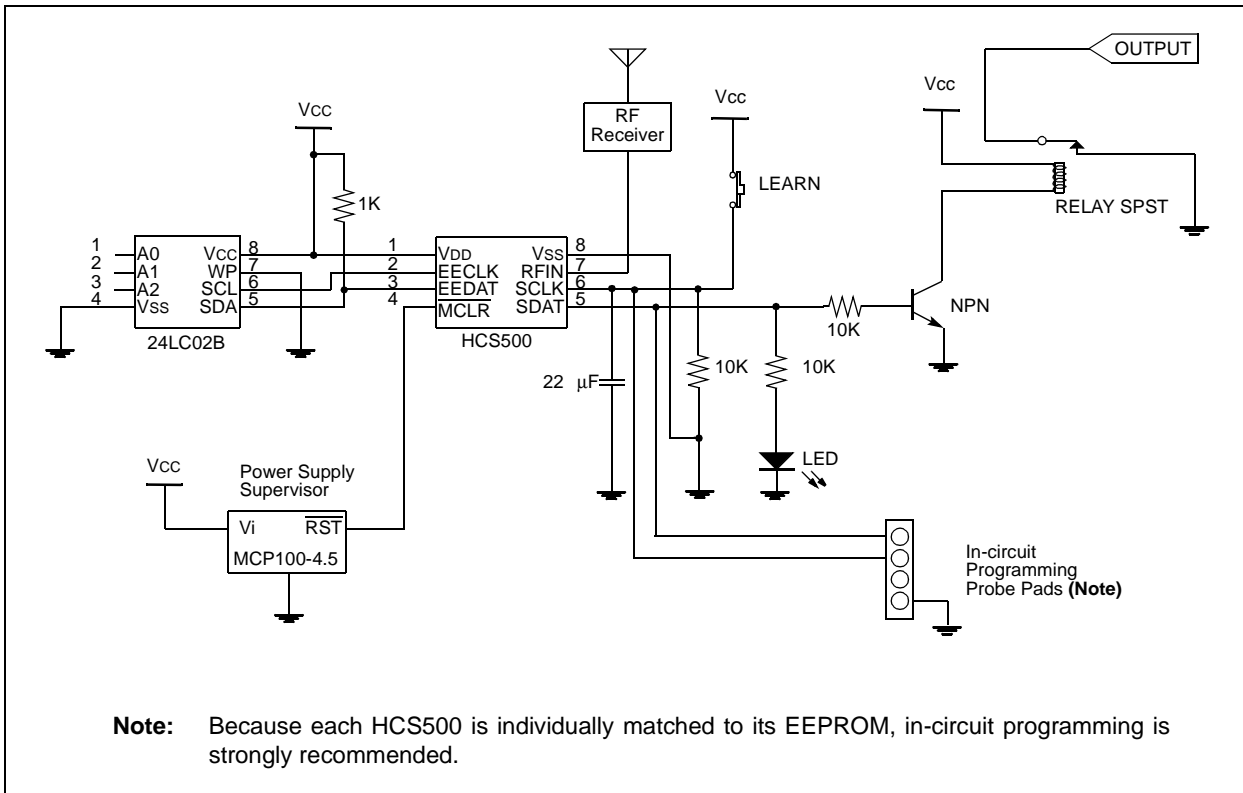 OUTPUT
VCC
VCC
VCC
RF
Receiver
LEARN
1K
RELAY SPST
1 A0 VCC 8
2 A1 WP 7
3 A2 SCL 6
4 VSS SDA 5
24LC02B
1 VDD VSS 8
2 EECLK RFIN 7
3 EEDAT SCLK 6
4 MCLR SDAT 5
HCS500
NPN
10K
22 μF
10K
10K
LED
VCC
Power Supply
Supervisor
Vi RST
MCP100-4.5
In-circuit
Programming
Probe Pads (Note)
Note: Because each HCS500 is individually matched to its EEPROM, in-circuit programming is
strongly recommended.